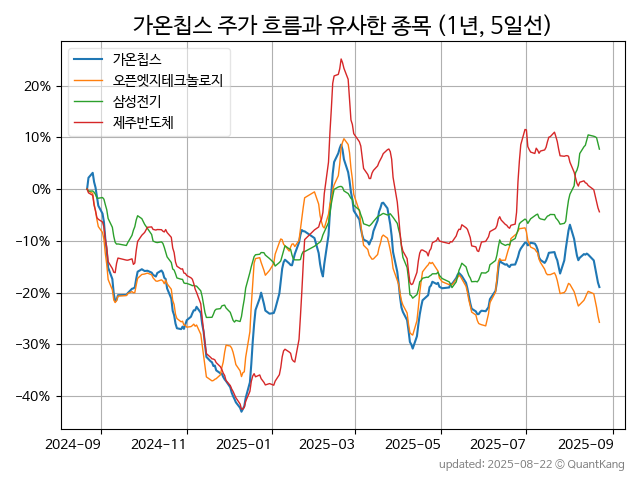 가온칩스 주가 흐름과 유사한 종목 (1년, 5일선)
가온칩스
오픈엣지테크놀로지
삼성전기
제주반도체
20%
10%
0%
−10%
−20%
−30%
−40%
2024-09 2024-11 2025-01 2025-03 2025-05 2025-07 2025-09
updated: 2025-08-22 © QuantKang